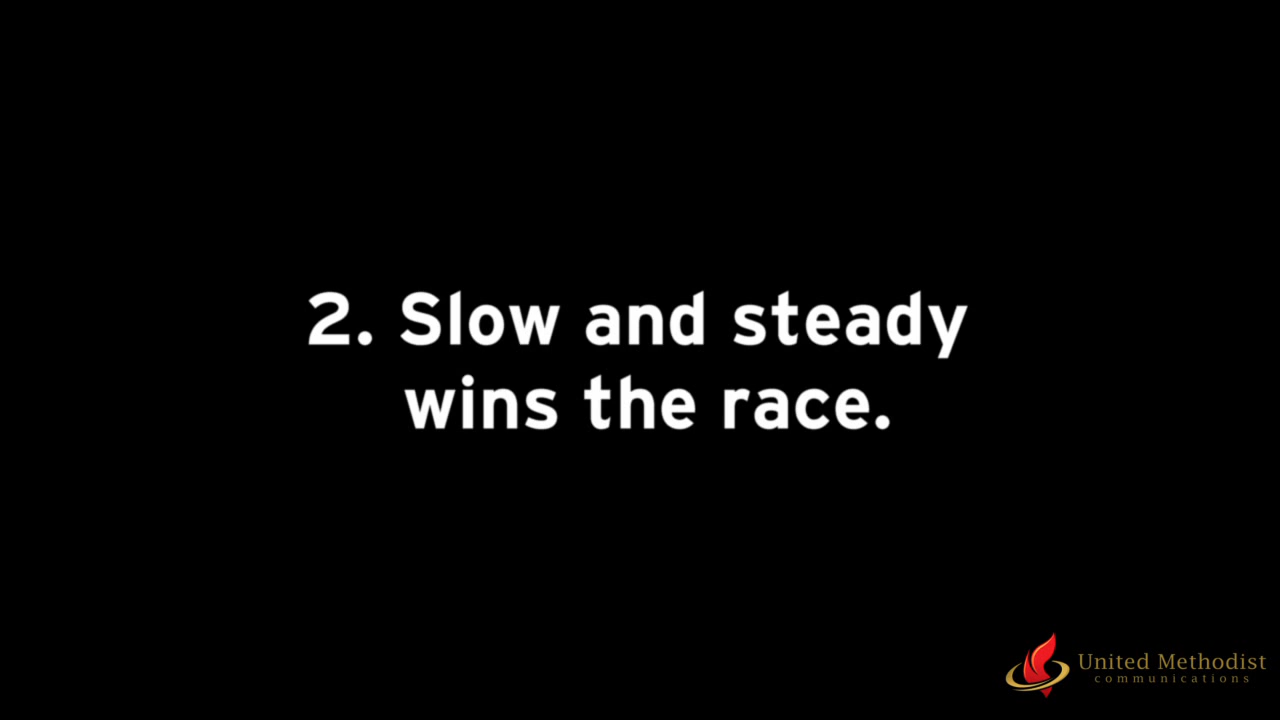 2. Slow and steady
wins the race.
United Methodist
communications